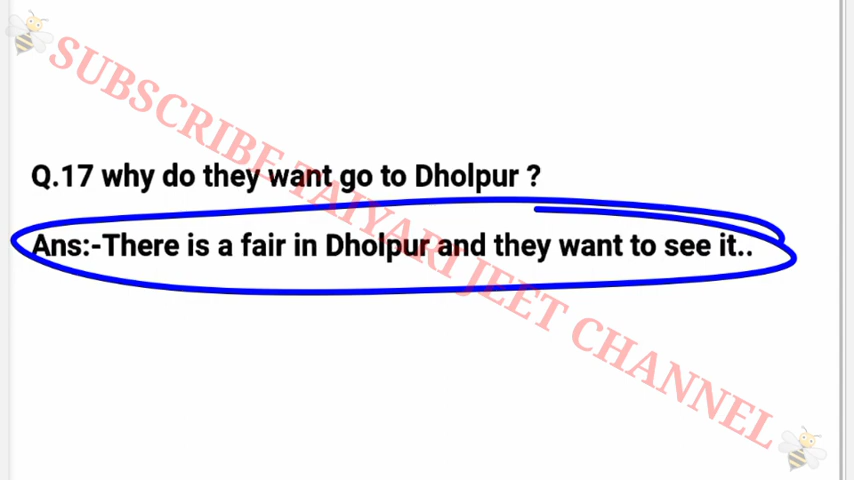 SUBSCRIBE TAIYARI JEET CHANNEL
Q.17 why do they want go to Dholpur ?
Ans:-There is a fair in Dholpur and they want to see it..